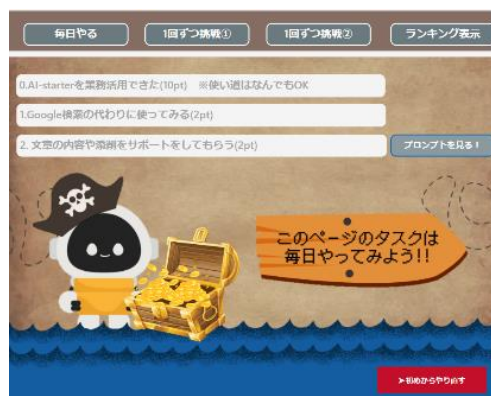 毎日やる
1回ずつ挑戦①
1回ずつ挑戦②
ランキング表示
0.AI-starterを業務活用できた(10pt) ※使い道はなんでもOK
1.Google検索の代わりに使ってみる(2pt)
2. 文章の内容や添削をサポートをしてもらう(2pt)
プロンプトを見る！
このページのタスクは
毎日やってみよう!!
➤初めからやり直す